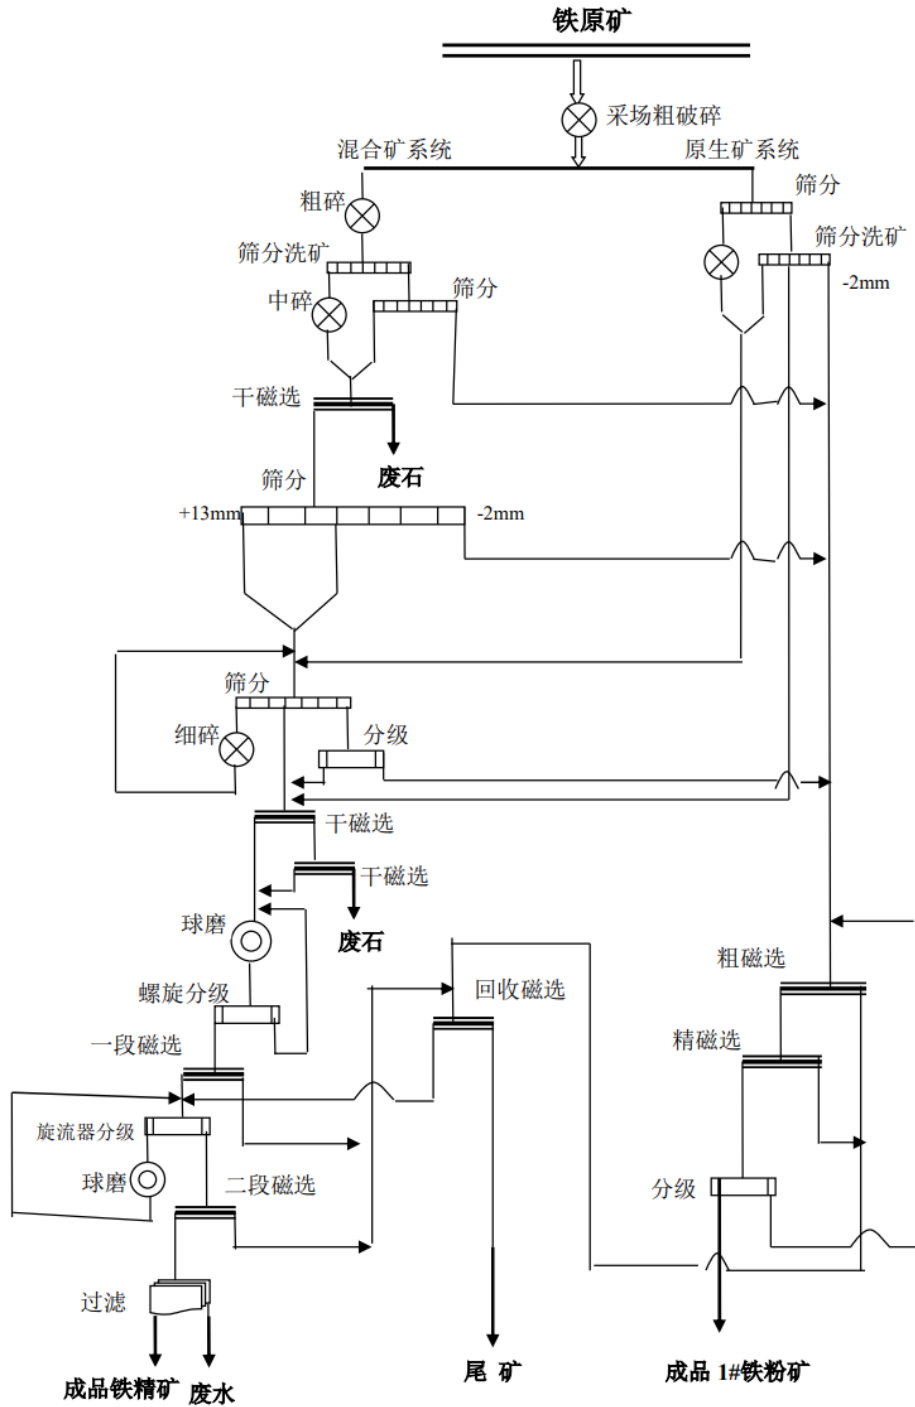 铁原矿
采场粗破碎
混合矿系统
原生矿系统
筛分
粗碎
筛分洗矿
筛分洗矿
-2mm
中碎
筛分
干磁选
废石
筛分
+13mm
-2mm
筛分
细碎
分级
干磁选
干磁选
球磨
废石
粗磁选
螺旋分级
回收磁选
一段磁选
精磁选
旋流器分级
球磨
二段磁选
分级
过滤
成品铁精矿
废水
尾 矿
成品 1#铁粉矿